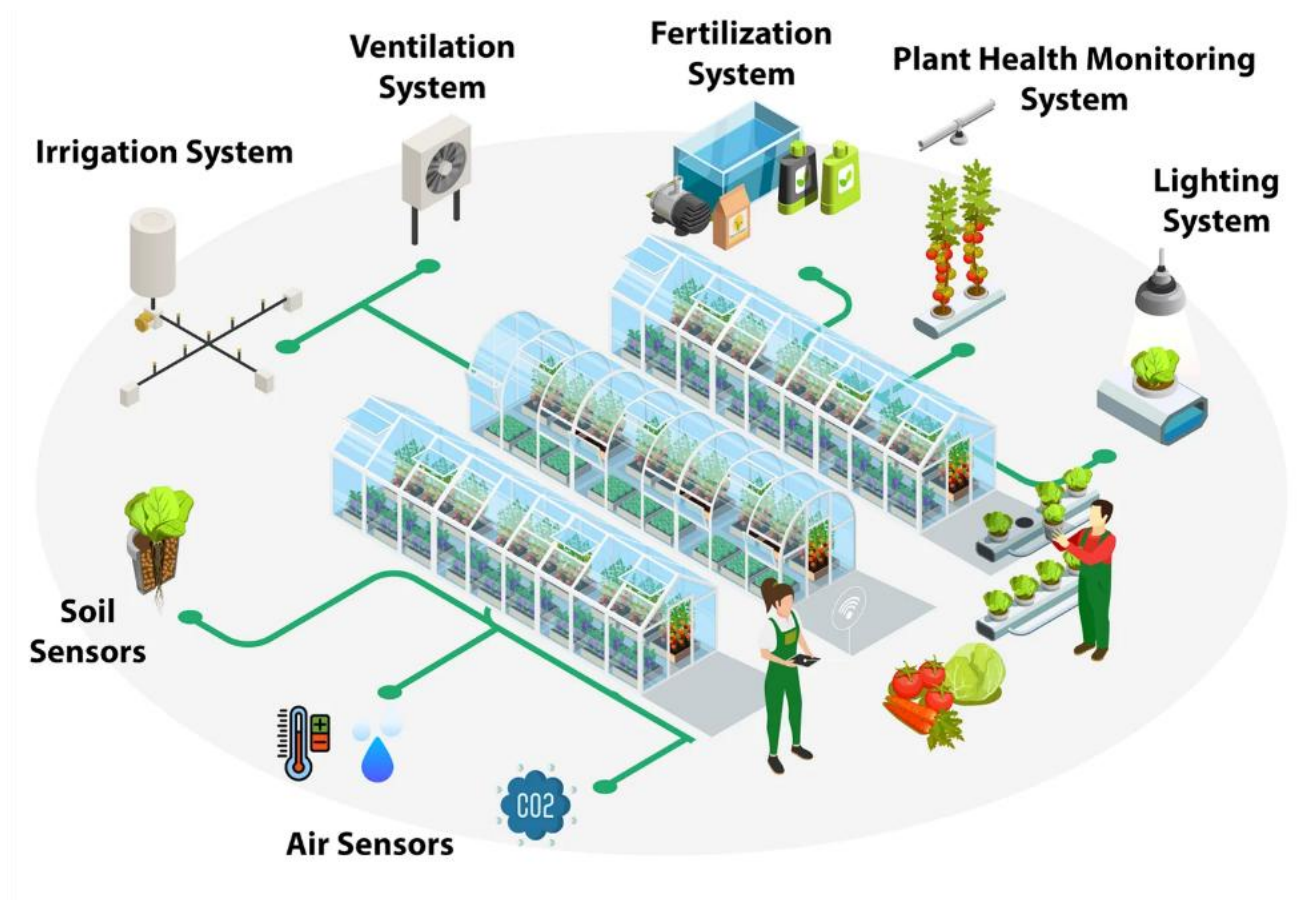 Ventilation
System
Fertilization
System
Plant Health Monitoring
System
Irrigation System
Lighting
System
Soil
Sensors
CO2
Air Sensors